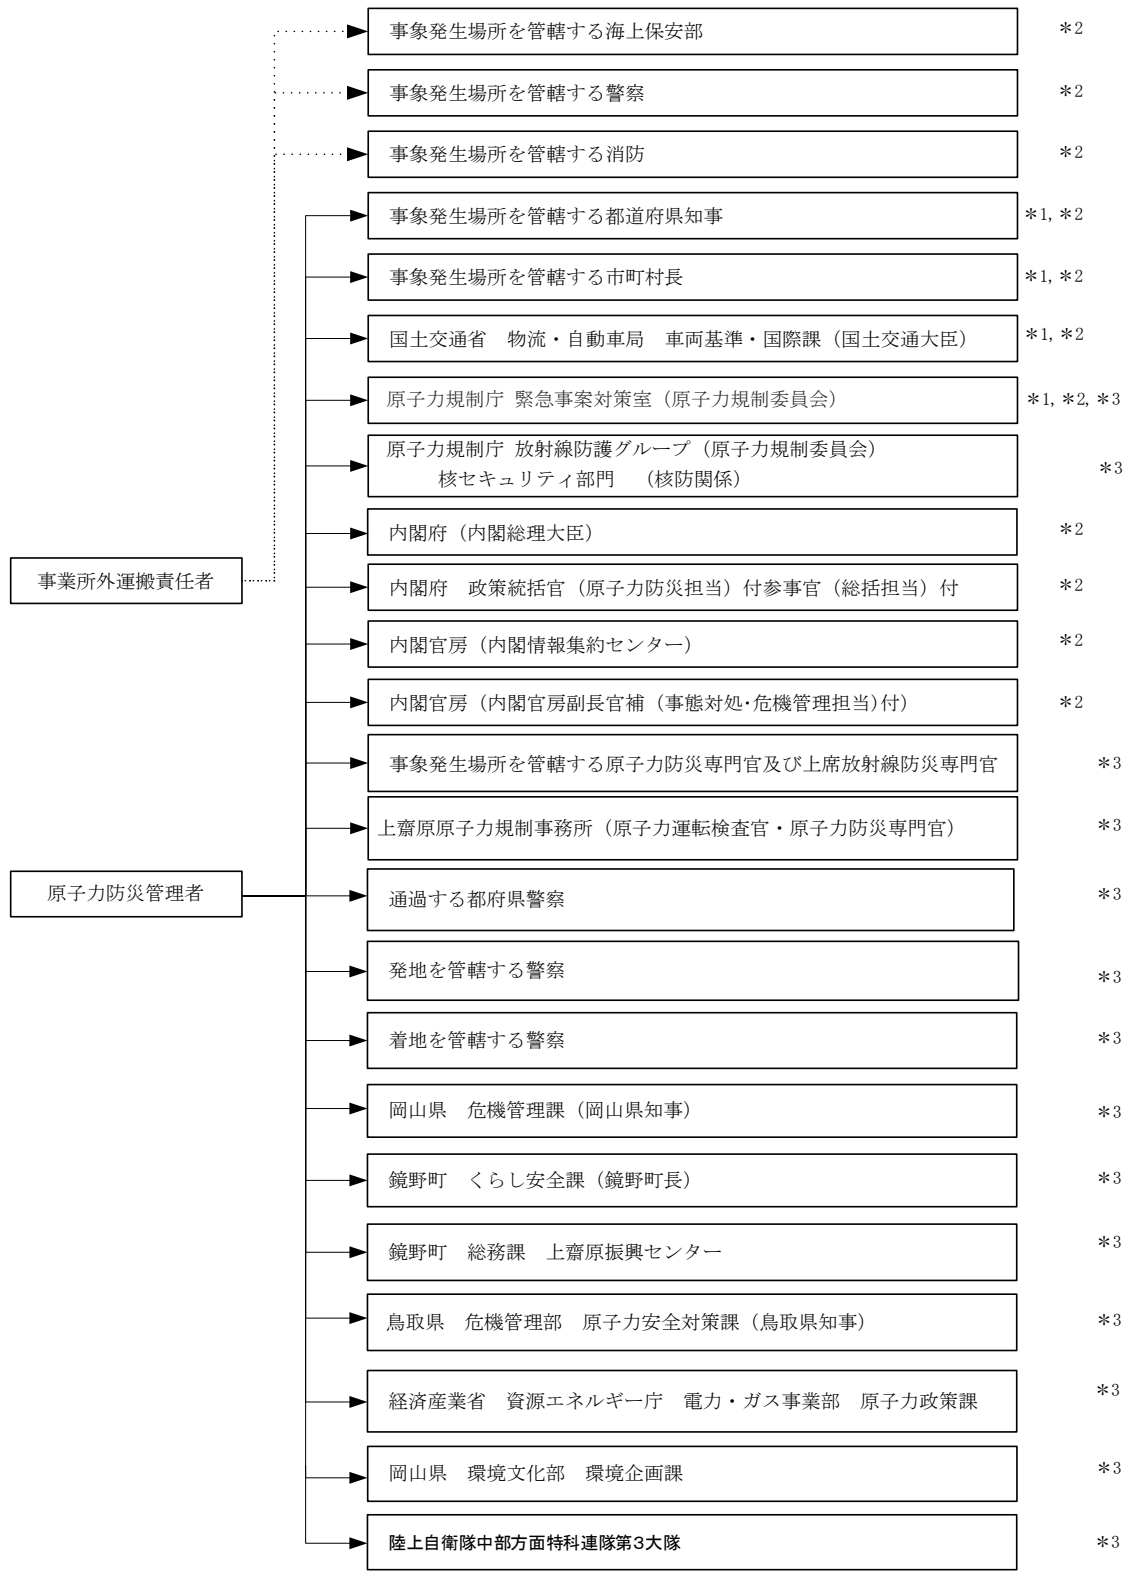 事象発生場所を管轄する海上保安部 *2
事象発生場所を管轄する警察 *2
事象発生場所を管轄する消防 *2
事象発生場所を管轄する都道府県知事 *1, *2
事象発生場所を管轄する市町村長 *1, *2
国土交通省　物流・自動車局　車両基準・国際課（国土交通大臣） *1, *2
原子力規制庁 緊急事案対策室（原子力規制委員会） *1, *2, *3
原子力規制庁 放射線防護グループ（原子力規制委員会）
核セキュリティ部門　（核防関係） *3
内閣府（内閣総理大臣） *2
事業所外運搬責任者
内閣府　政策統括官（原子力防災担当）付参事官（総括担当）付 *2
内閣官房（内閣情報集約センター） *2
内閣官房（内閣官房副長官補（事態対処・危機管理担当）付） *2
事象発生場所を管轄する原子力防災専門官及び上席放射線防災専門官 *3
上齋原原子力規制事務所（原子力運転検査官・原子力防災専門官） *3
原子力防災管理者
通過する都府県警察 *3
発地を管轄する警察 *3
着地を管轄する警察 *3
岡山県　危機管理課（岡山県知事） *3
鏡野町　くらし安全課（鏡野町長） *3
鏡野町　総務課　上齋原振興センター *3
鳥取県　危機管理部　原子力安全対策課（鳥取県知事） *3
経済産業省　資源エネルギー庁　電力・ガス事業部　原子力政策課 *3
岡山県　環境文化部　環境企画課 *3
陸上自衛隊中部方面特科連隊第3大隊 *3